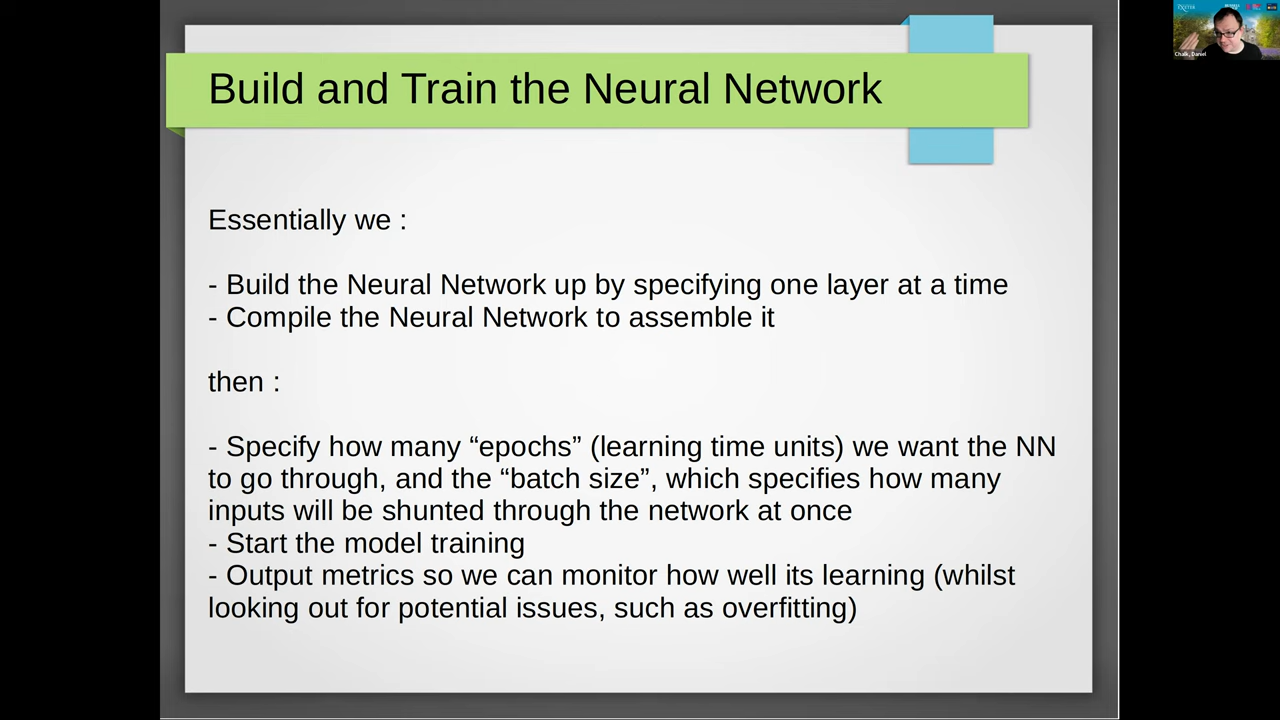 Build and Train the Neural Network
Essentially we :
- Build the Neural Network up by specifying one layer at a time
- Compile the Neural Network to assemble it
then :
- Specify how many “epochs” (learning time units) we want the NN
to go through, and the “batch size”, which specifies how many
inputs will be shunted through the network at once
- Start the model training
- Output metrics so we can monitor how well its learning (whilst
looking out for potential issues, such as overfitting)
Chalk, Daniel